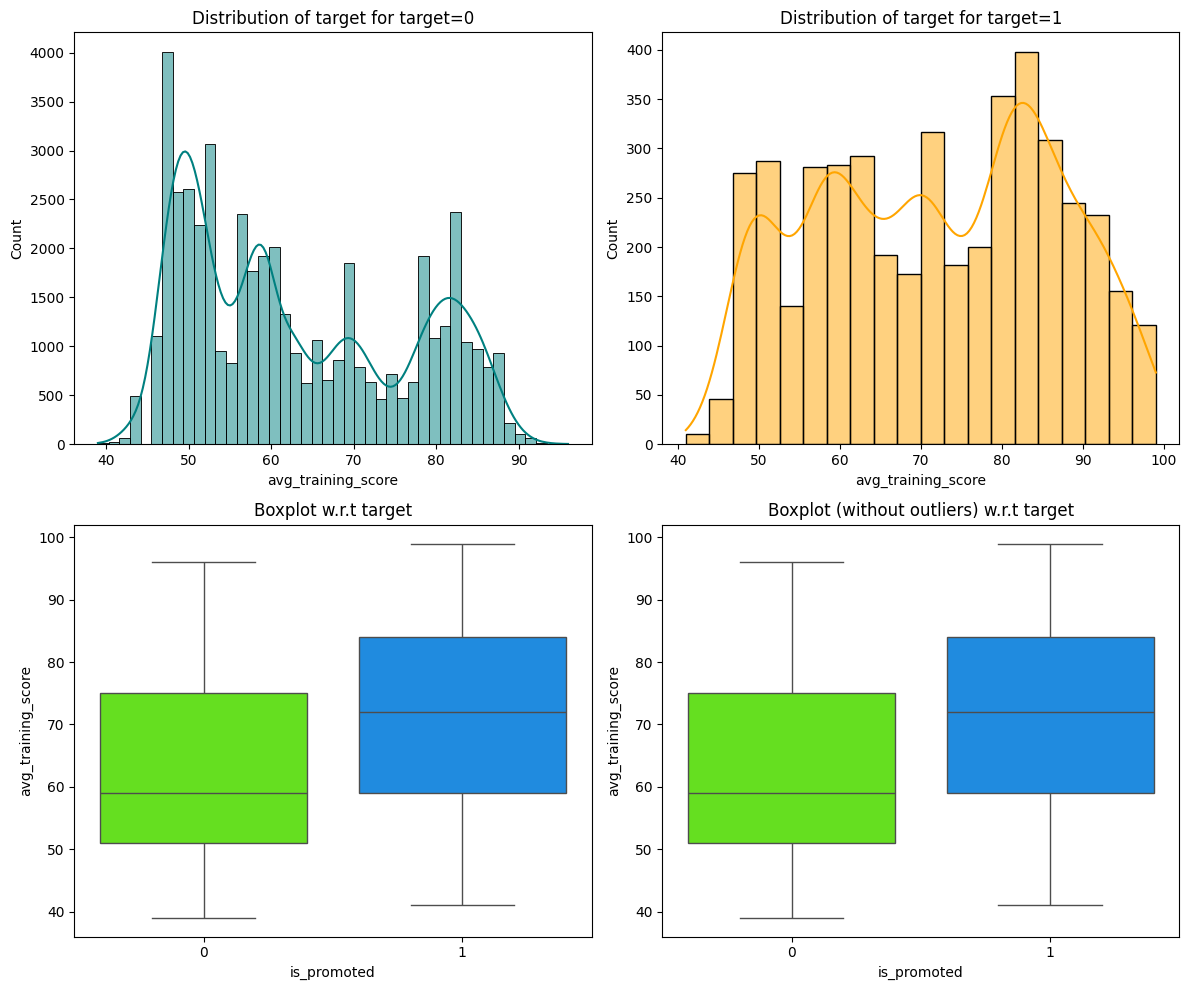 Distribution of target for target=0
4000
3500
3000
2500
2000
1500
1000
500
0
Count
40 50 60 70 80 90
avg_training_score
Distribution of target for target=1
400
350
300
250
200
150
100
50
0
Count
40 50 60 70 80 90 100
avg_training_score
Boxplot w.r.t target
100
90
80
70
60
50
40
avg_training_score
0 1
is_promoted
Boxplot (without outliers) w.r.t target
100
90
80
70
60
50
40
avg_training_score
0 1
is_promoted